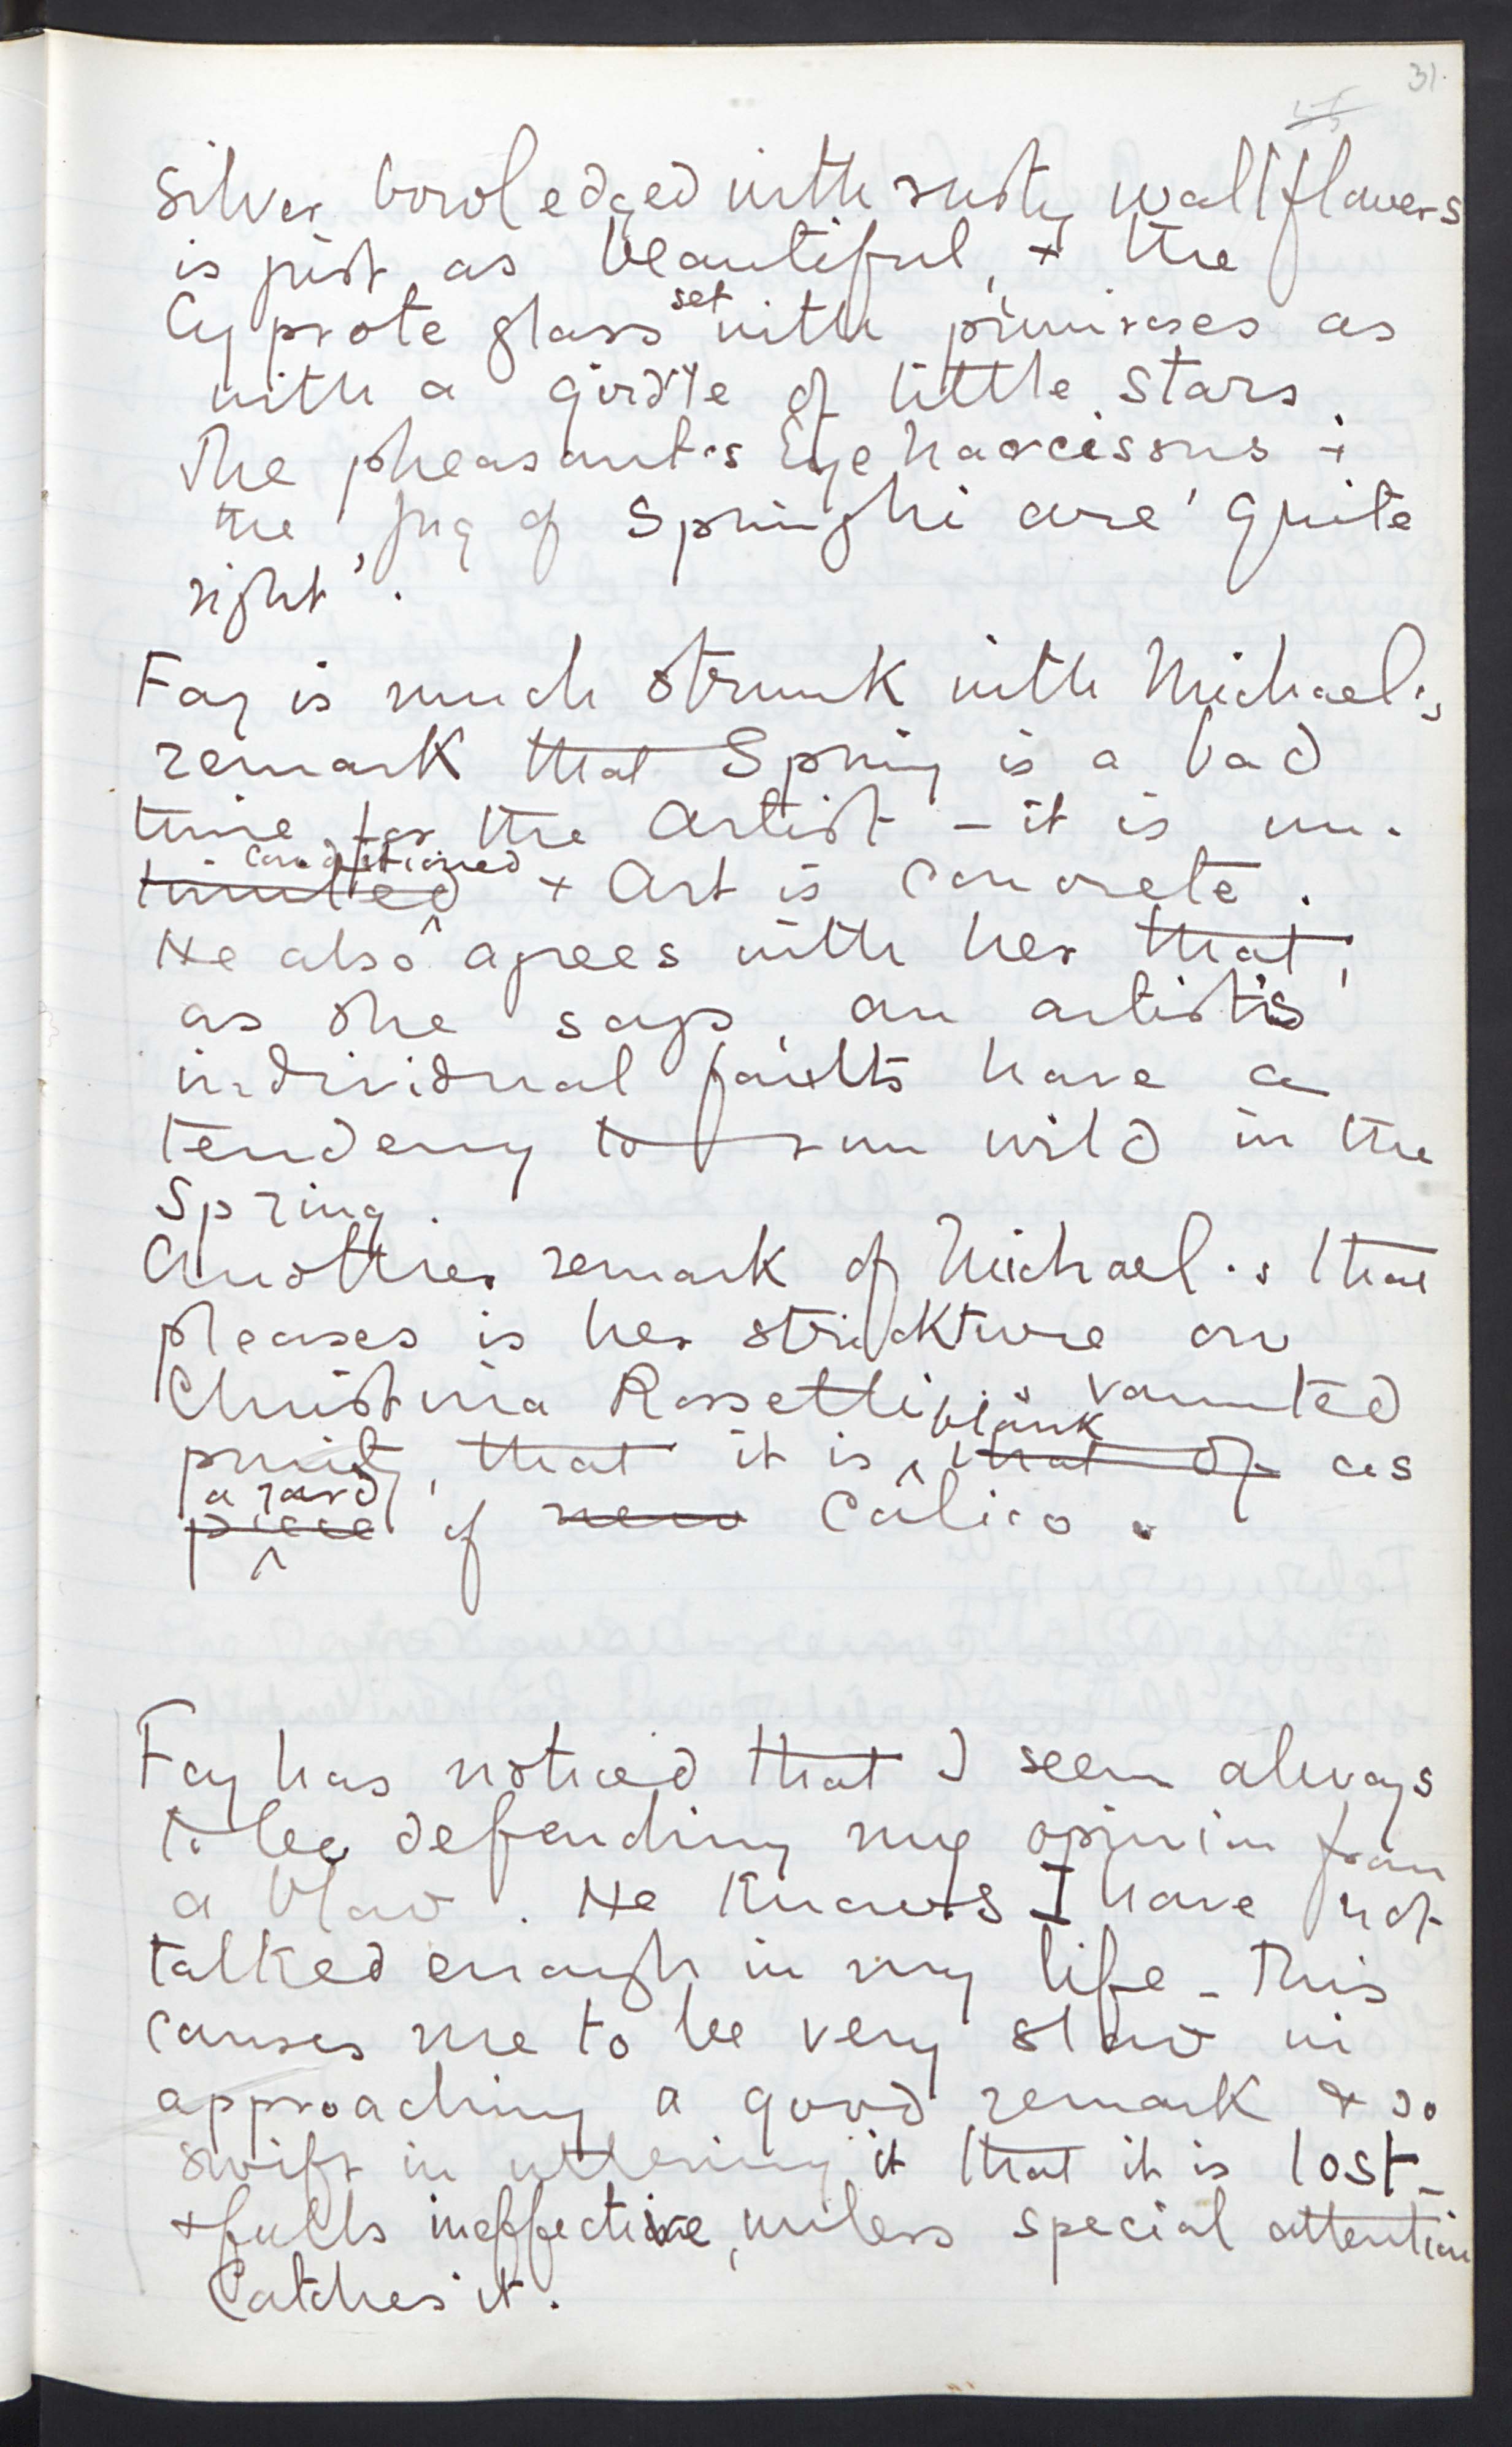 31.
silver bowl edged with rusty wallflowers
is just as beautiful, + the
Cyprote glass set with primroses as
with a girdle of little stars.
The pheasant's Eye Narcissus +
the jug of are 'quite
right'.
Fay is much strunk with Michael's
remark that Spring is a bad
time for the Artist – it is un-
limited conditioned + Art is concrete.
He also agrees with her that,
as she says, an artist's
individual faults have a
tendency to run wild in the
Spring.
Another remark of Michael's that
pleases is her strickture on
Christina Rossetti's vaunted
purity, that it is blank that of as
piece a yard of new Calico.
Fay has noticed that I seem always
to be defending my opinion from
a blow. He knows I have not
talked enough in my life – This
causes me to be very slow in
approaching a good remark & so
swift in uttering it that it is lost –
+ falls ineffective, unless special attention
Catches it.